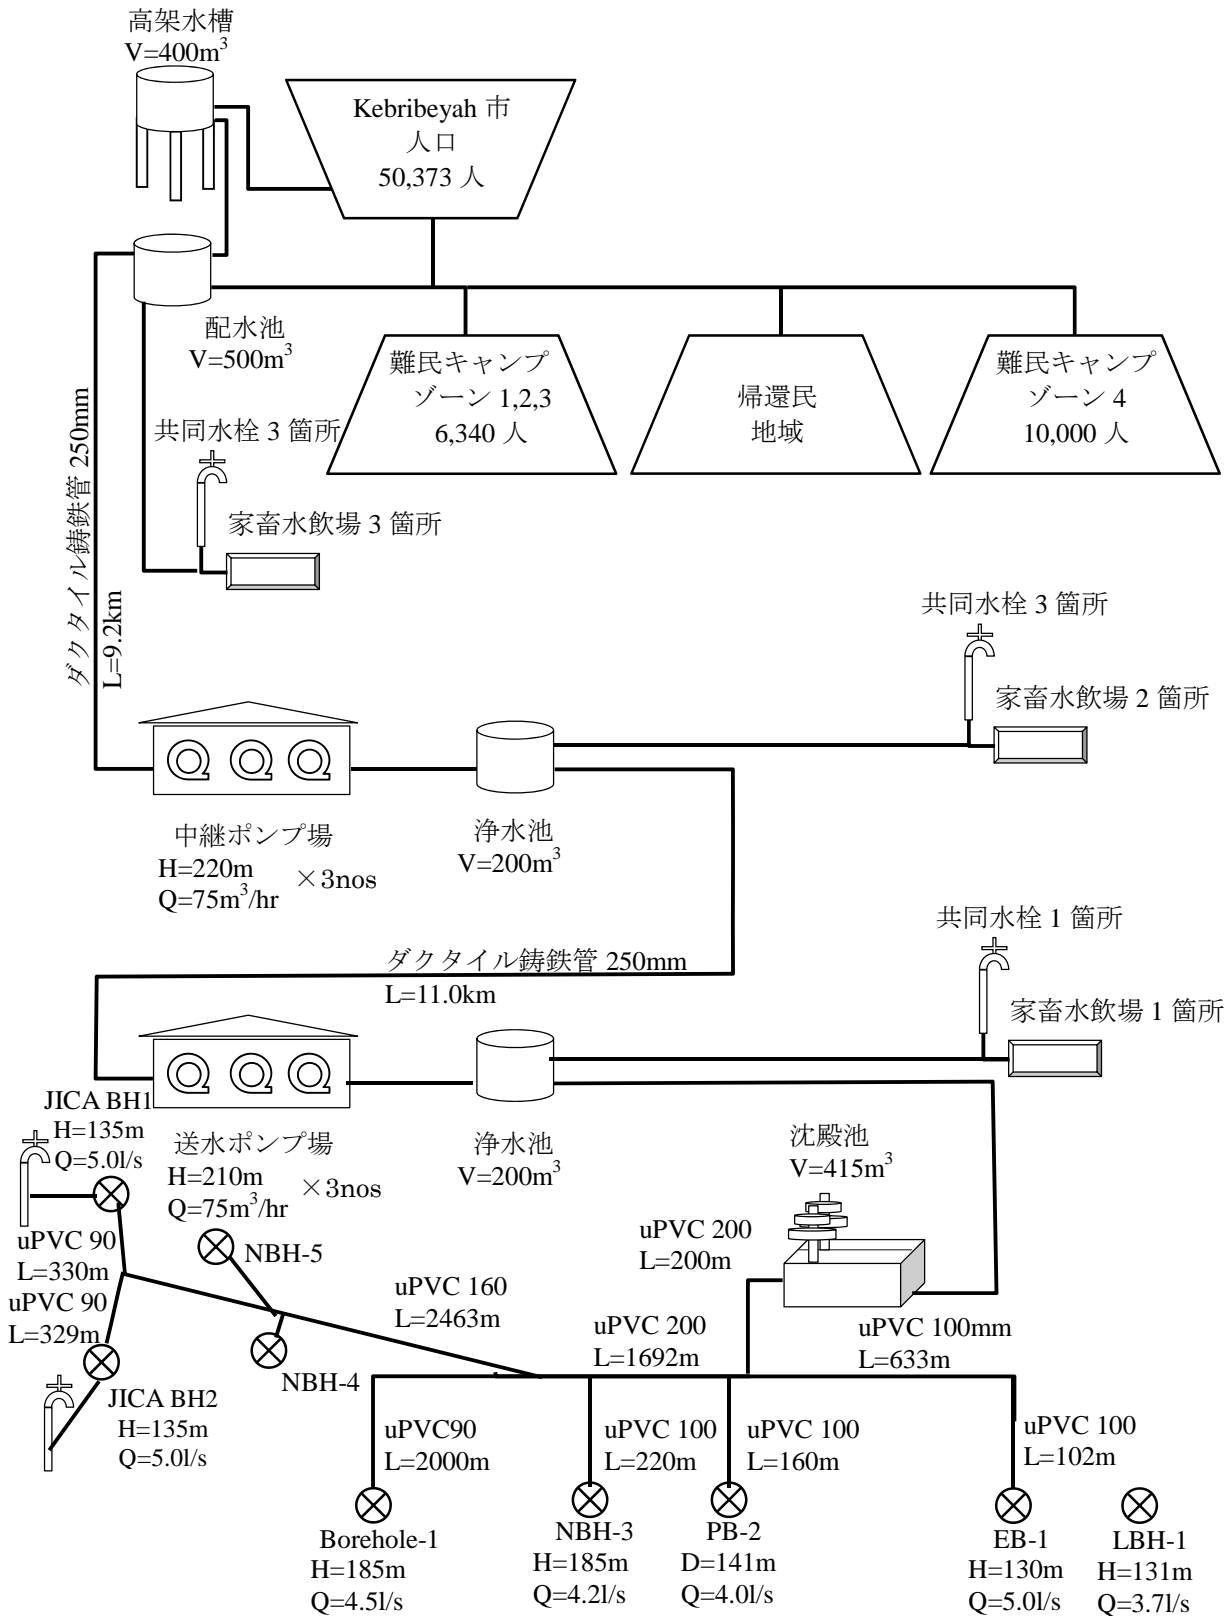 高架水槽
V=400m³
Kebribeyah 市
人口
50,373 人
配水池
V=500m³
難民キャンプ
ゾーン 1,2,3
6,340 人
帰還民
地域
難民キャンプ
ゾーン 4
10,000 人
共同水栓 3 箇所
家畜水飲場 3 箇所
ダクタイル鋳鉄管 250mm
L=9.2km
共同水栓 3 箇所
家畜水飲場 2 箇所
中継ポンプ場
H=220m
Q=75m³/hr
×3nos
浄水池
V=200m³
ダクタイル鋳鉄管 250mm
L=11.0km
共同水栓 1 箇所
家畜水飲場 1 箇所
JICA BH1
H=135m
Q=5.0l/s
送水ポンプ場
H=210m
Q=75m³/hr
×3nos
浄水池
V=200m³
沈殿池
V=415m³
uPVC 90
L=330m
uPVC 90
L=329m
NBH-5
NBH-4
uPVC 160
L=2463m
uPVC 200
L=200m
uPVC 200
L=1692m
uPVC 100mm
L=633m
JICA BH2
H=135m
Q=5.0l/s
uPVC90
L=2000m
uPVC 100
L=220m
uPVC 100
L=160m
uPVC 100
L=102m
Borehole-1
H=185m
Q=4.5l/s
NBH-3
H=185m
Q=4.2l/s
PB-2
D=141m
Q=4.0l/s
EB-1
H=130m
Q=5.0l/s
LBH-1
H=131m
Q=3.7l/s